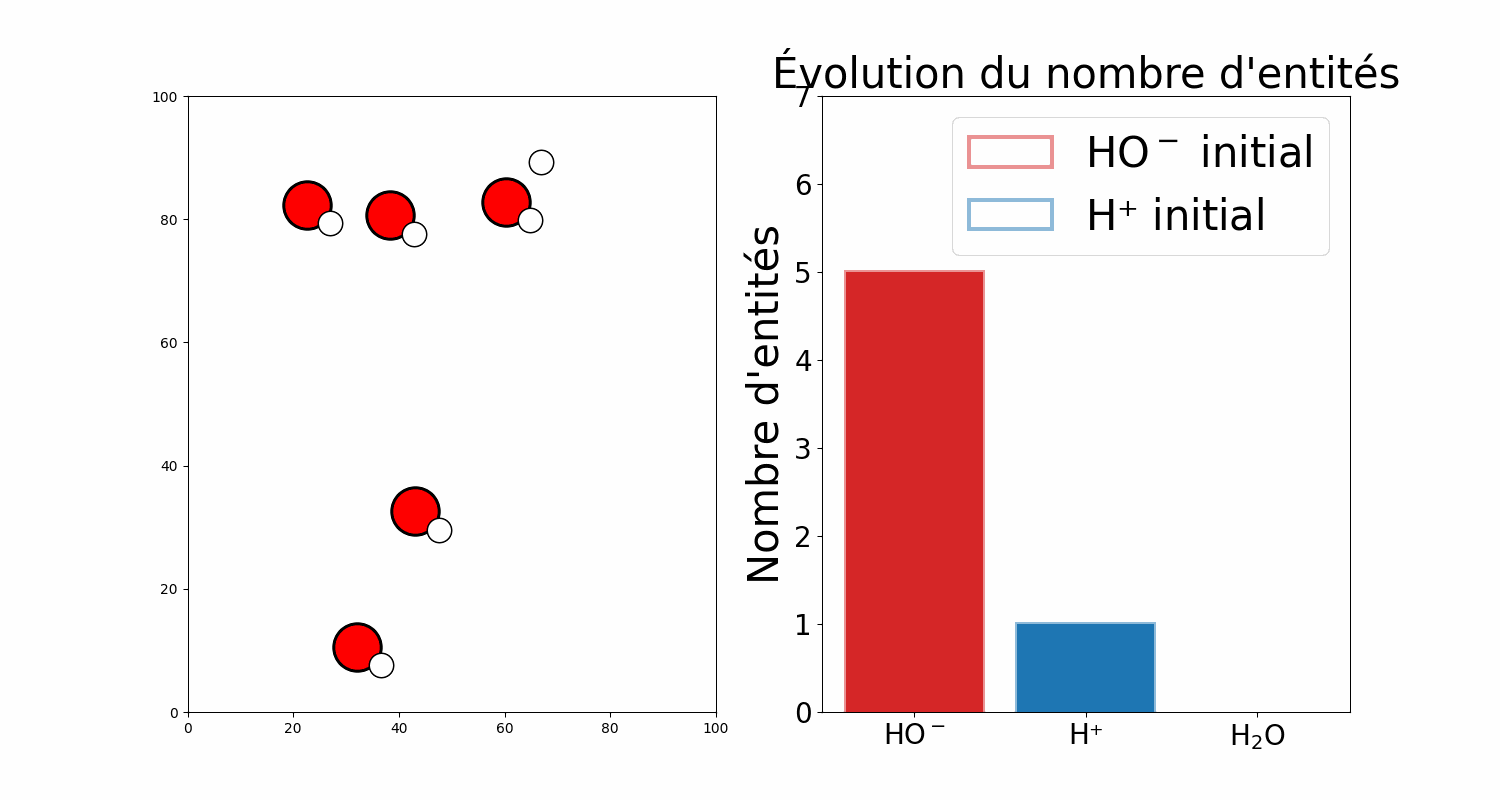 100
80
60
40
20
0
0 20 40 60 80 100
Évolution du nombre d'entités
Nombre d'entités
7
6
5
4
3
2
1
0
HO⁻ initial
H⁺ initial
HO⁻ H⁺ H₂O